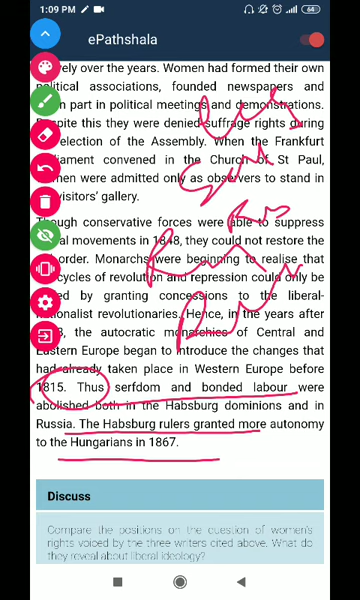 1:09 PM
64
ePathshala
over the years. Women had formed their own
political associations, founded newspapers and
part in political meetings and demonstrations.
Despite this they were denied suffrage rights during
election of the Assembly. When the Frankfurt
convened in the Church of St Paul,
women were admitted only as observers to stand in
visitors' gallery.
Though conservative forces were able to suppress
movements in 1848, they could not restore the
order. Monarchs were beginning to realise that
cycles of revolution and repression could only be
by granting concessions to the liberal-
nationalist revolutionaries. Hence, in the years after
the autocratic monarchies of Central and
Eastern Europe began to introduce the changes that
had already taken place in Western Europe before
1815. Thus serfdom and bonded labour were
abolished both in the Habsburg dominions and in
Russia. The Habsburg rulers granted more autonomy
to the Hungarians in 1867.
Discuss
Compare the positions on the question of women's
rights voiced by the three writers cited above. What do
they reveal about liberal ideology?